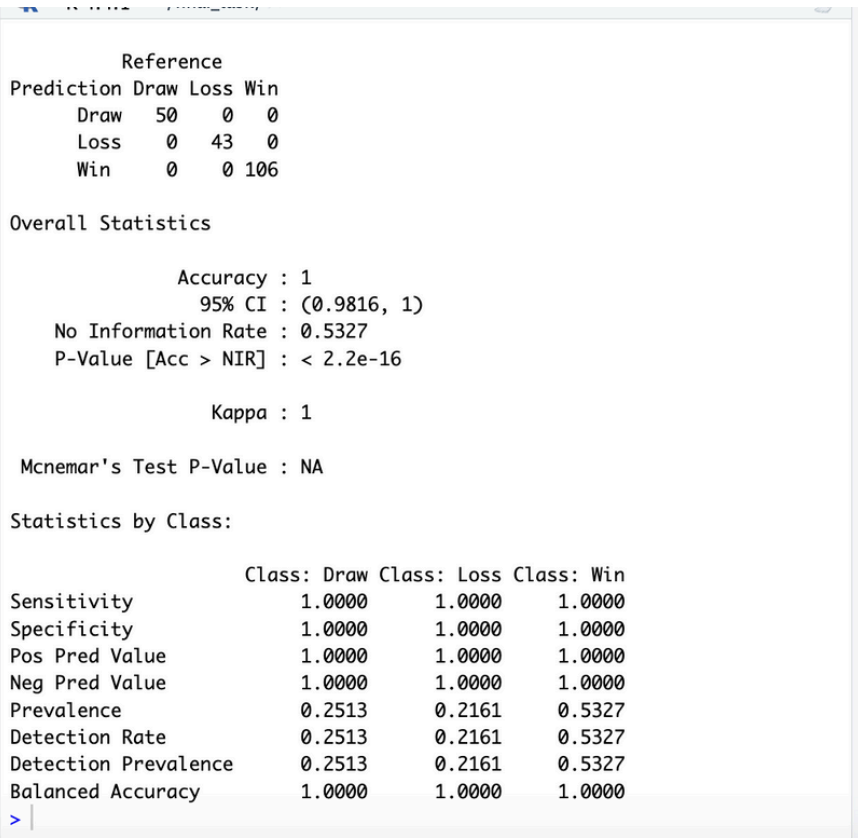 Reference
Prediction Draw Loss Win
Draw 50 0 0
Loss 0 43 0
Win 0 0 106
Overall Statistics
Accuracy : 1
95% CI : (0.9816, 1)
No Information Rate : 0.5327
P-Value [Acc > NIR] : < 2.2e-16
Kappa : 1
Mcnemar's Test P-Value : NA
Statistics by Class:
Class: Draw Class: Loss Class: Win
Sensitivity 1.0000 1.0000 1.0000
Specificity 1.0000 1.0000 1.0000
Pos Pred Value 1.0000 1.0000 1.0000
Neg Pred Value 1.0000 1.0000 1.0000
Prevalence 0.2513 0.2161 0.5327
Detection Rate 0.2513 0.2161 0.5327
Detection Prevalence 0.2513 0.2161 0.5327
Balanced Accuracy 1.0000 1.0000 1.0000
>